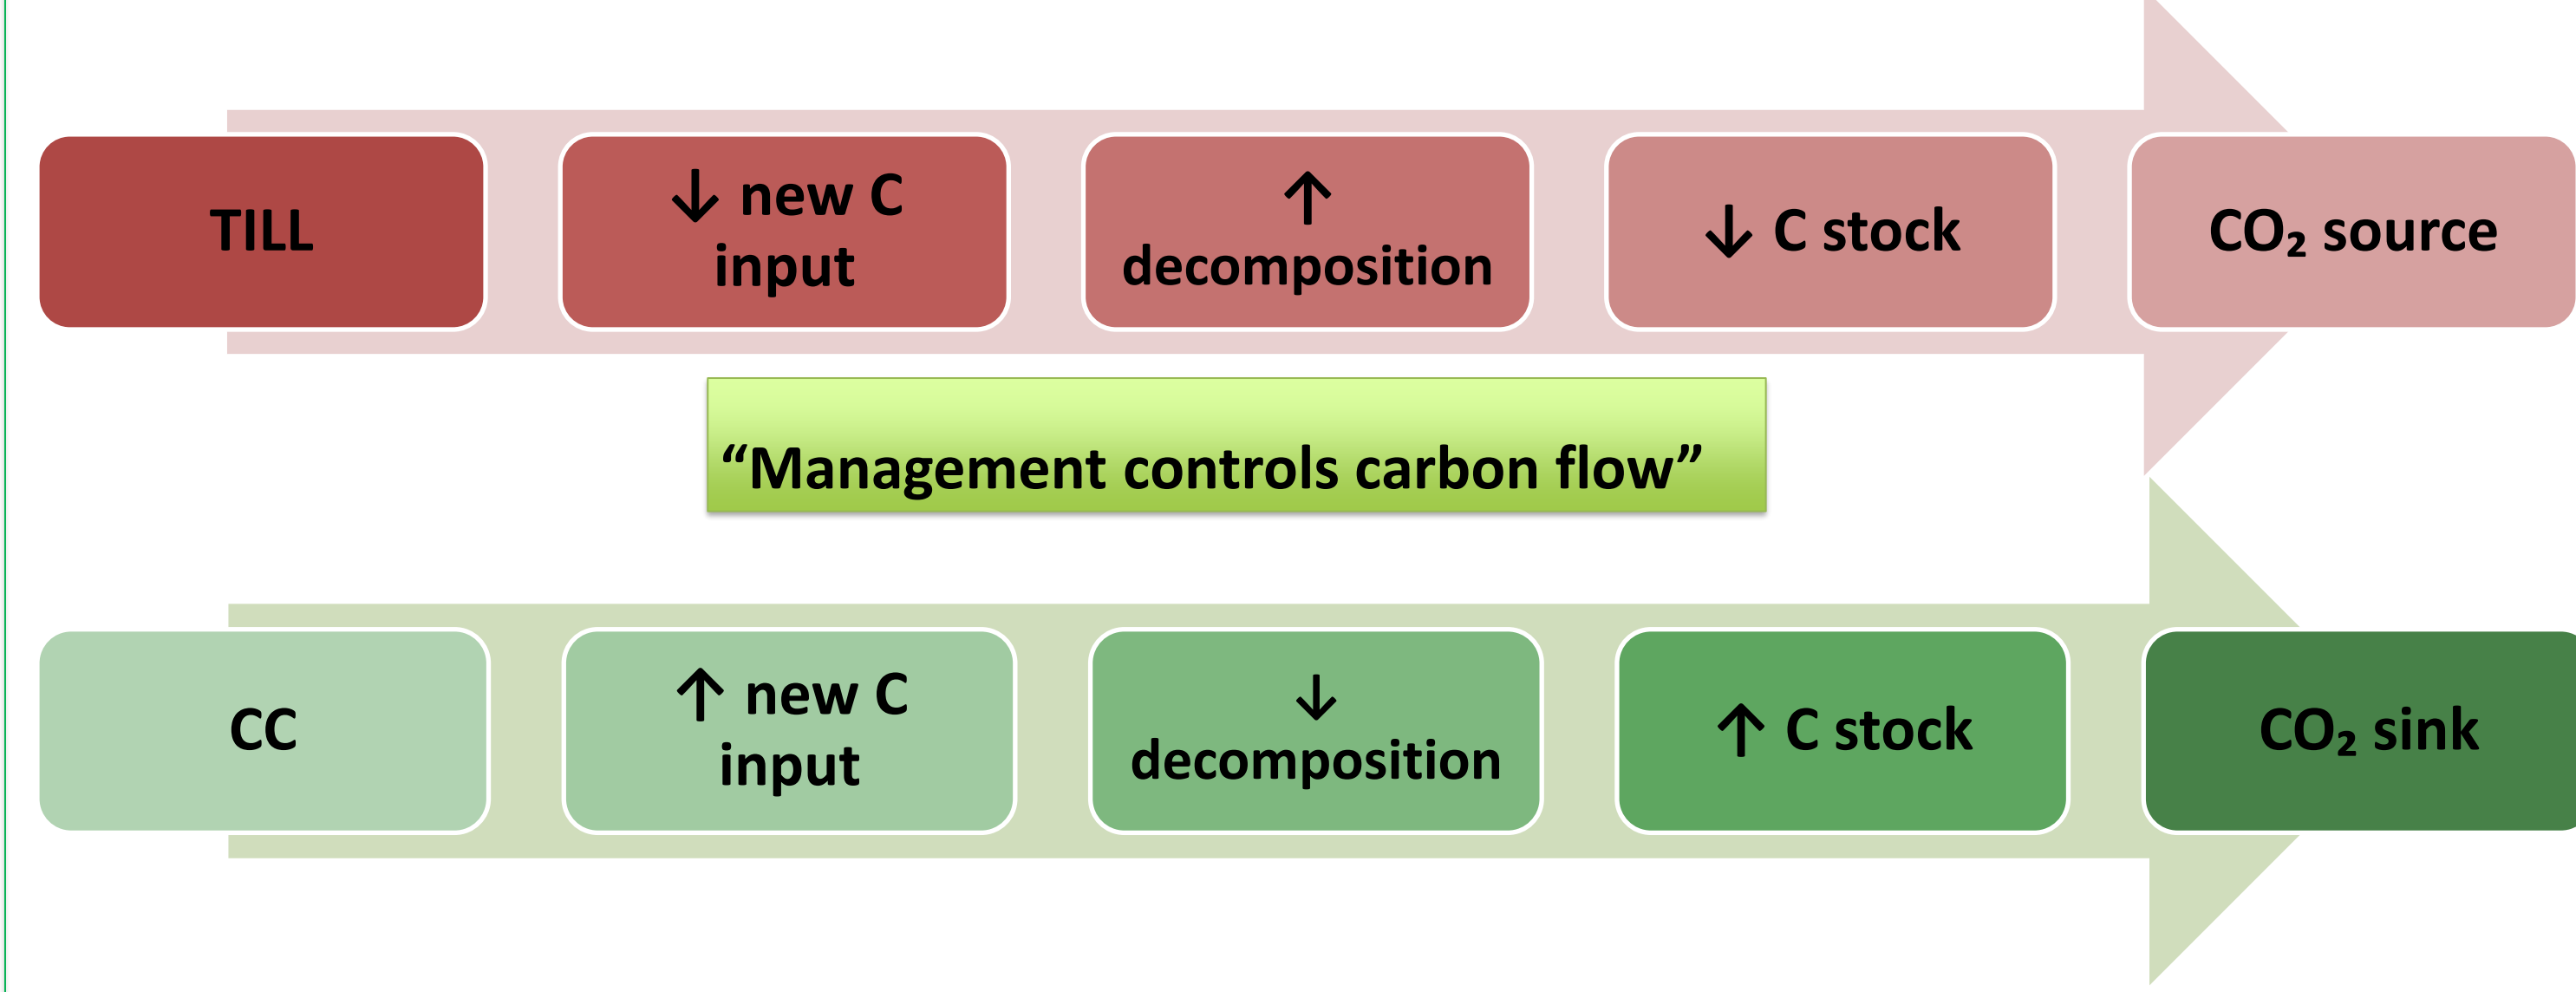 TILL
↓ new C
input
↑
decomposition
↓ C stock
CO₂ source
“Management controls carbon flow”
CC
↑ new C
input
↓
decomposition
↑ C stock
CO₂ sink